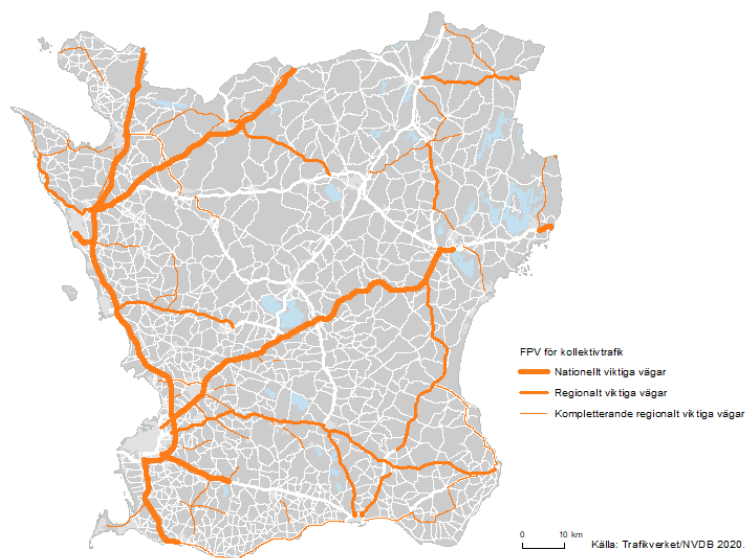 FPV för kollektivtrafik
Nationellt viktiga vägar
Regionalt viktiga vägar
Kompletterande regionalt viktiga vägar
0 10 km
Källa: Trafikverket/NVDB 2020.